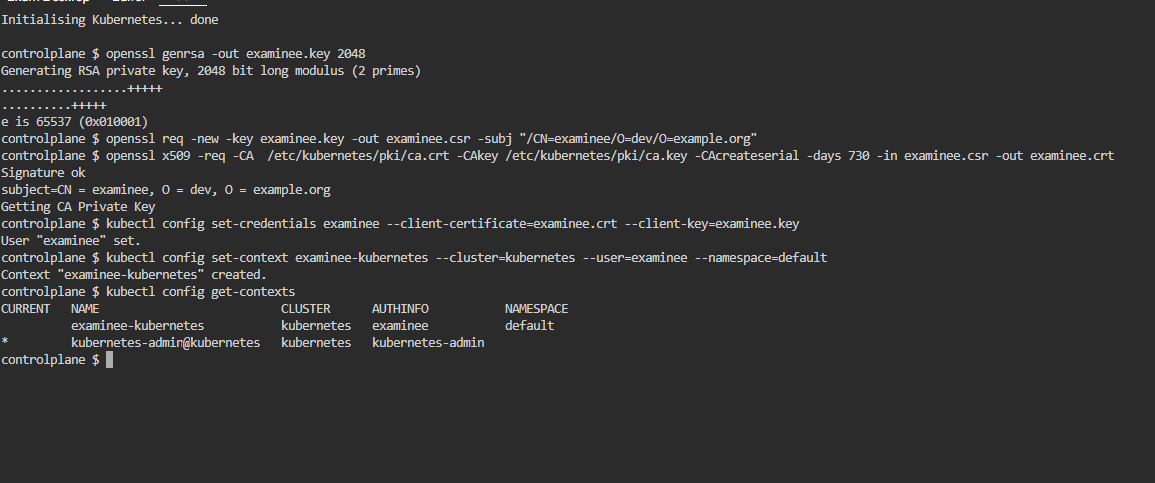 Initialising Kubernetes... done
controlplane $ openssl genrsa -out examinee.key 2048
Generating RSA private key, 2048 bit long modulus (2 primes)
..................+++++
..........+++++
e is 65537 (0x010001)
controlplane $ openssl req -new -key examinee.key -out examinee.csr -subj "/CN=examinee/O=dev/O=example.org"
controlplane $ openssl x509 -req -CA  /etc/kubernetes/pki/ca.crt -CAkey /etc/kubernetes/pki/ca.key -CAcreateserial -days 730 -in examinee.csr -out examinee.crt
Signature ok
subject=CN = examinee, O = dev, O = example.org
Getting CA Private Key
controlplane $ kubectl config set-credentials examinee --client-certificate=examinee.crt --client-key=examinee.key
User "examinee" set.
controlplane $ kubectl config set-context examinee-kubernetes --cluster=kubernetes --user=examinee --namespace=default
Context "examinee-kubernetes" created.
controlplane $ kubectl config get-contexts
CURRENT   NAME                          CLUSTER      AUTHINFO           NAMESPACE
          examinee-kubernetes           kubernetes   examinee           default
*         kubernetes-admin@kubernetes   kubernetes   kubernetes-admin
controlplane $